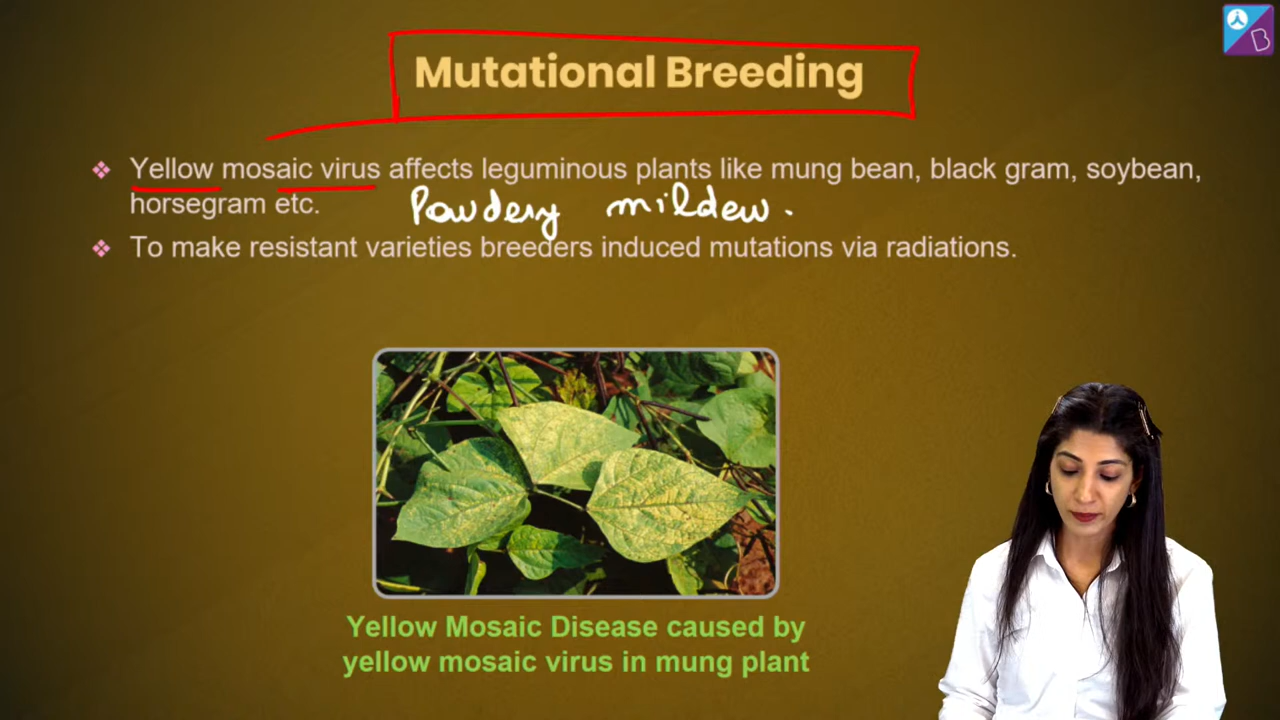 Mutational Breeding
❖ Yellow mosaic virus affects leguminous plants like mung bean, black gram, soybean,
horsegram etc. Powdery mildew.
❖ To make resistant varieties breeders induced mutations via radiations.
Yellow Mosaic Disease caused by
yellow mosaic virus in mung plant
B